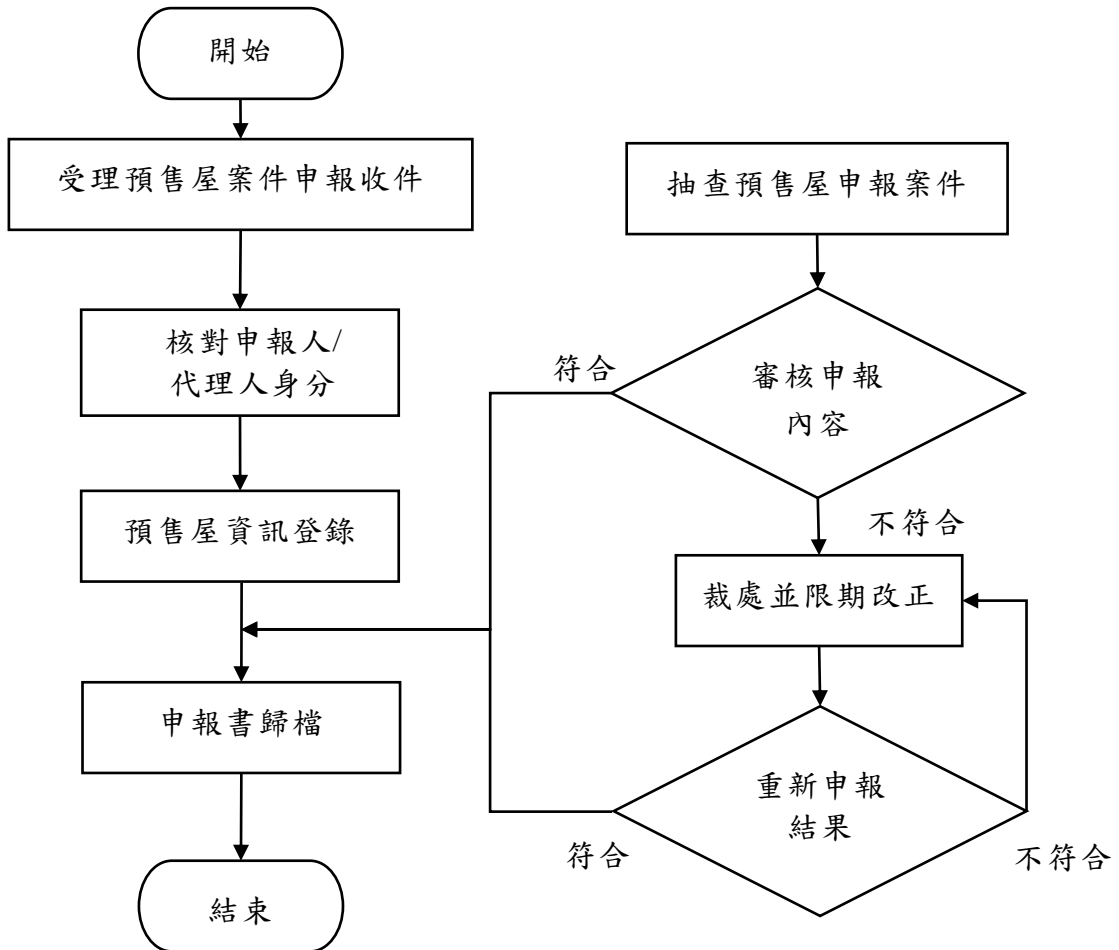 開始
受理預售屋案件申報收件
核對申報人/
代理人身分
預售屋資訊登錄
申報書歸檔
結束
抽查預售屋申報案件
審核申報
內容
符合
不符合
裁處並限期改正
重新申報
結果
符合
不符合